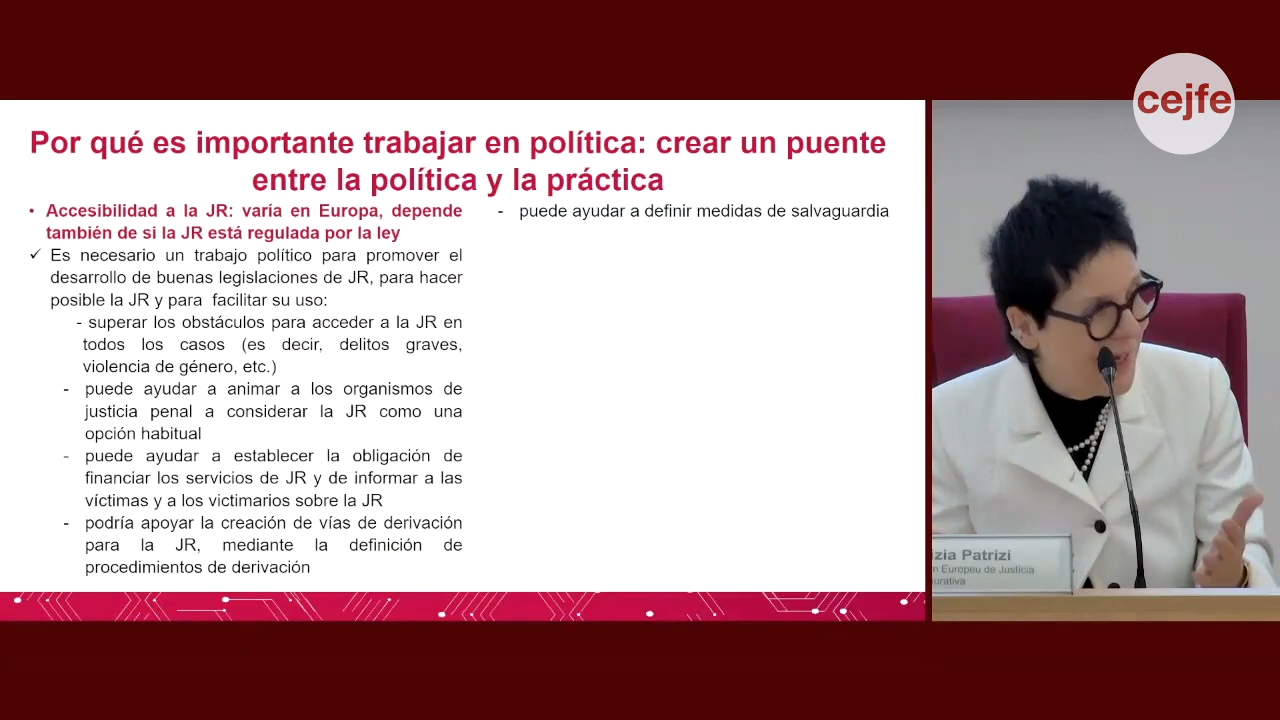 cejfe
Por qué es importante trabajar en política: crear un puente
entre la política y la práctica
• Accesibilidad a la JR: varía en Europa, depende
también de si la JR está regulada por la ley
✓ Es necesario un trabajo político para promover el
desarrollo de buenas legislaciones de JR, para hacer
posible la JR y para facilitar su uso:
- superar los obstáculos para acceder a la JR en
todos los casos (es decir, delitos graves,
violencia de género, etc.)
- puede ayudar a animar a los organismos de
justicia penal a considerar la JR como una
opción habitual
- puede ayudar a establecer la obligación de
financiar los servicios de JR y de informar a las
víctimas y a los victimarios sobre la JR
- podría apoyar la creación de vías de derivación
para la JR, mediante la definición de
procedimientos de derivación
- puede ayudar a definir medidas de salvaguardia
izia Patrizi
m Europeu de Justicia
aurativa